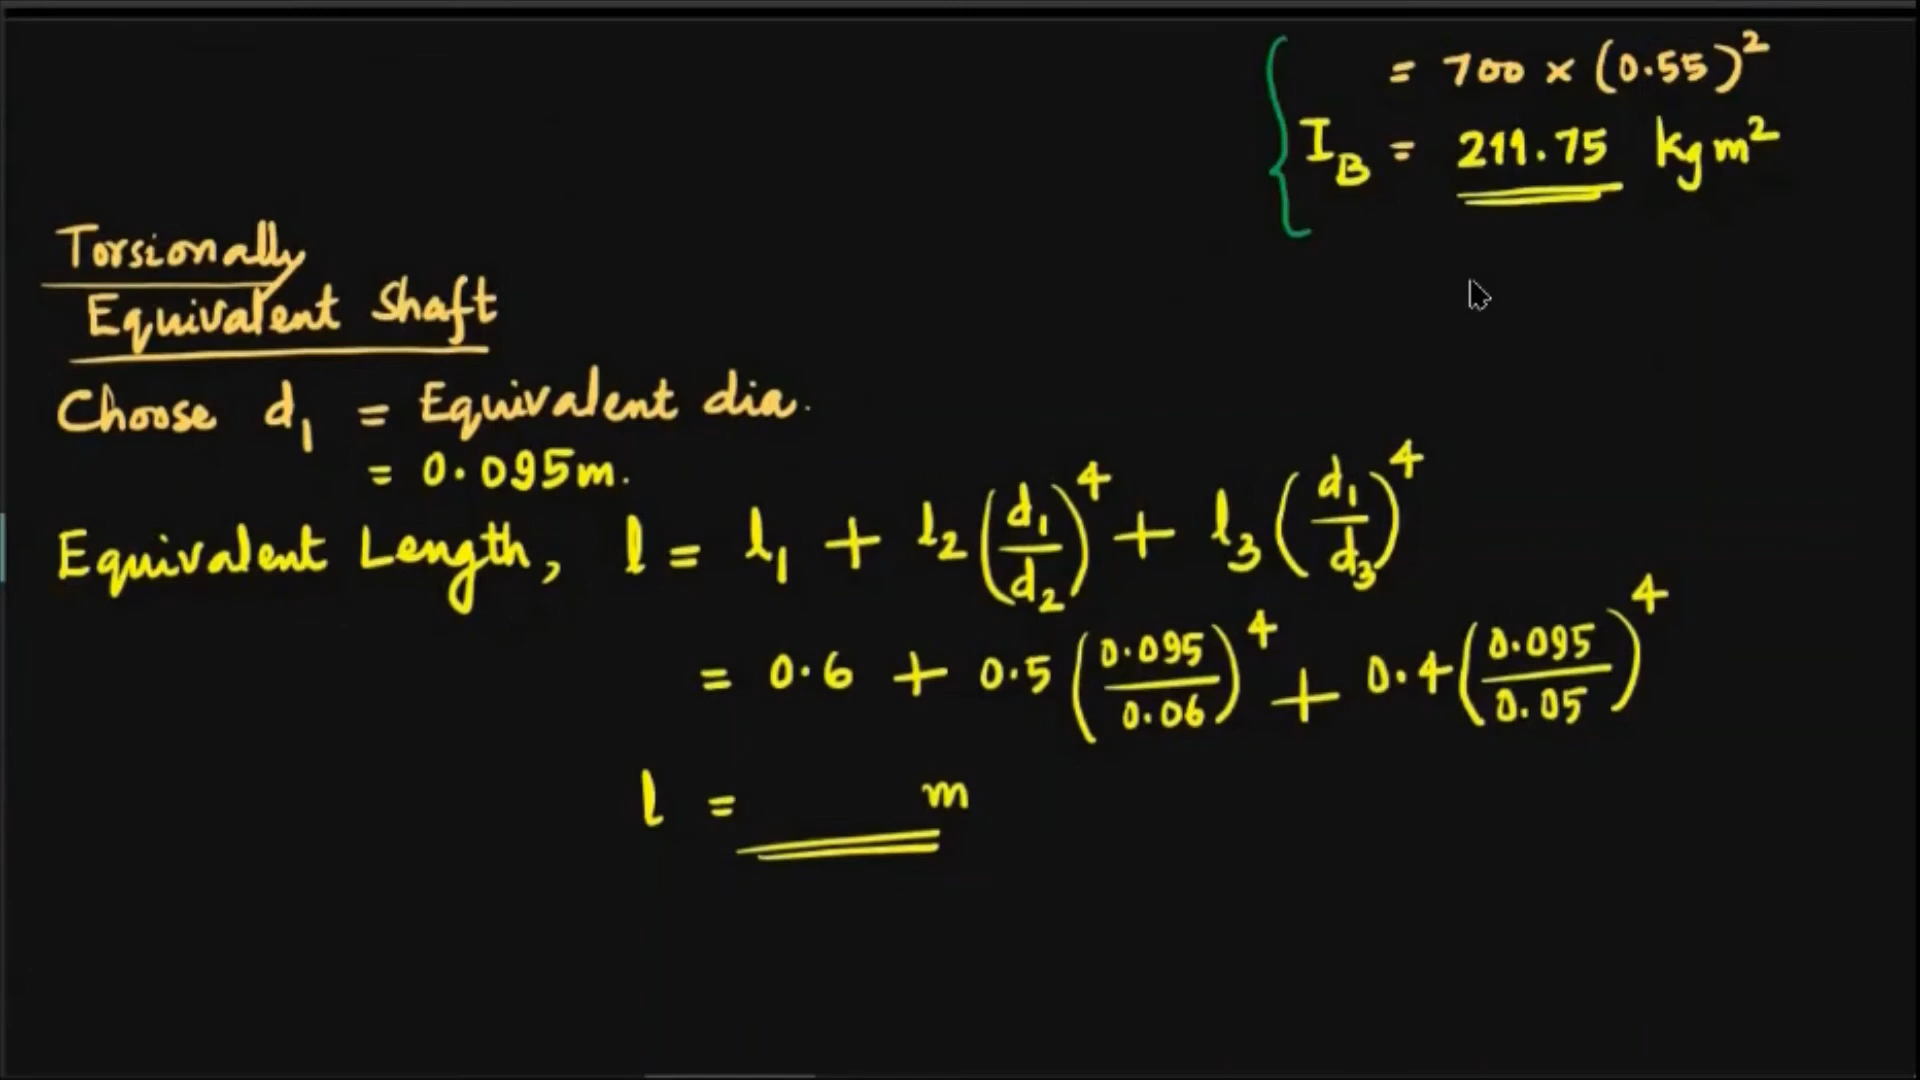 = 700 × (0.55)²
I_B = 211.75 kgm²
Torsionally
Equivalent Shaft
Choose d₁ = Equivalent dia.
= 0.095m.
Equivalent Length, l = l₁ + l₂(d₁/d₂)⁴ + l₃(d₁/d₃)⁴
= 0.6 + 0.5(0.095/0.06)⁴ + 0.4(0.095/0.05)⁴
l = m